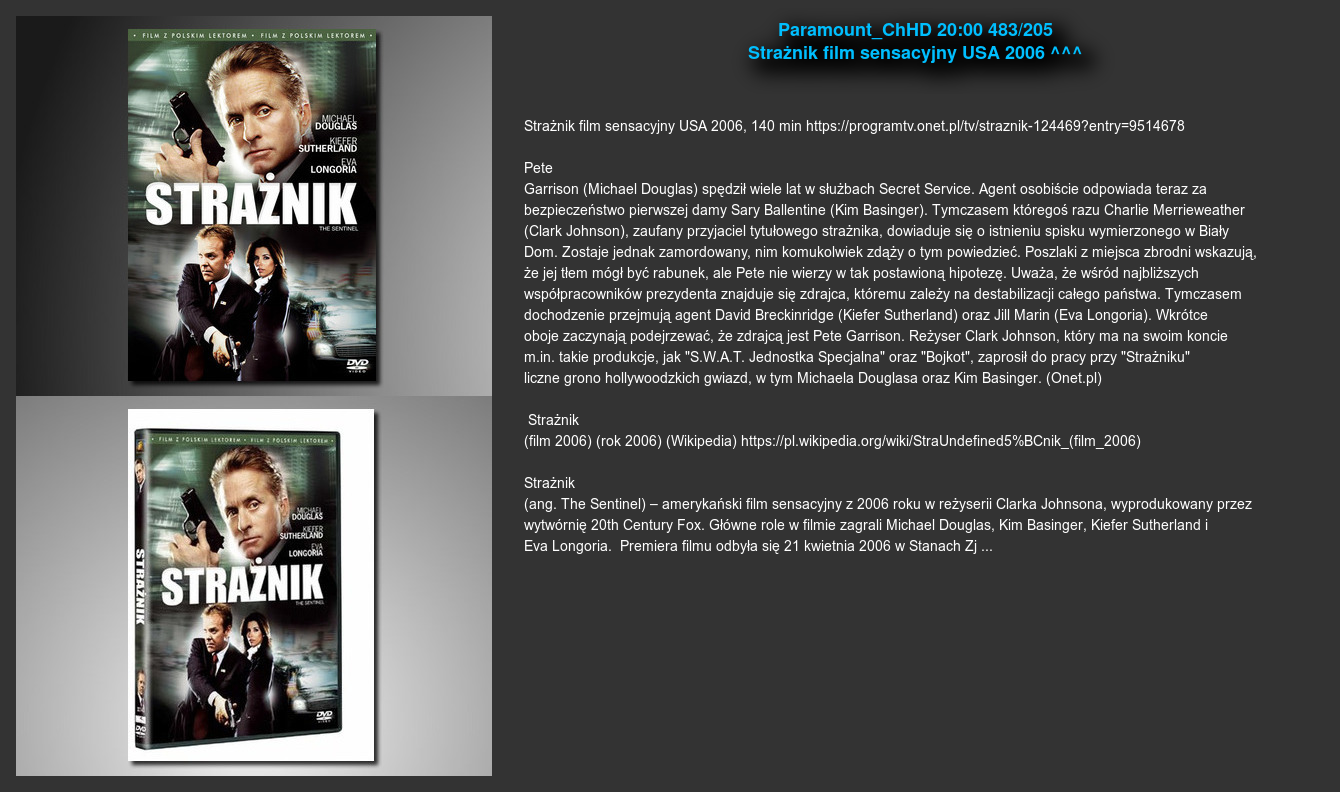 • FILM Z POLSKIM LEKTOREM • FILM Z POLSKIM LEKTOREM •
MICHAEL
DOUGLAS
KIEFER
SUTHERLAND
EVA
LONGORIA
STRAŻNIK
THE SENTINEL
DVD
VIDEO
• FILM Z POLSKIM LEKTOREM • FILM Z POLSKIM LEKTOREM •
MICHAEL
DOUGLAS
KIEFER
SUTHERLAND
EVA
LONGORIA
STRAŻNIK
STRAŻNIK
THE SENTINEL
DVD
VIDEO
DVD
Paramount_ChHD 20:00 483/205
Strażnik film sensacyjny USA 2006 ^^^
Strażnik film sensacyjny USA 2006, 140 min https://programtv.onet.pl/tv/straznik-124469?entry=9514678
Pete
Garrison (Michael Douglas) spędził wiele lat w służbach Secret Service. Agent osobiście odpowiada teraz za
bezpieczeństwo pierwszej damy Sary Ballentine (Kim Basinger). Tymczasem któregoś razu Charlie Merrieweather
(Clark Johnson), zaufany przyjaciel tytułowego strażnika, dowiaduje się o istnieniu spisku wymierzonego w Biały
Dom. Zostaje jednak zamordowany, nim komukolwiek zdąży o tym powiedzieć. Poszlaki z miejsca zbrodni wskazują,
że jej tłem mógł być rabunek, ale Pete nie wierzy w tak postawioną hipotezę. Uważa, że wśród najbliższych
współpracowników prezydenta znajduje się zdrajca, któremu zależy na destabilizacji całego państwa. Tymczasem
dochodzenie przejmują agent David Breckinridge (Kiefer Sutherland) oraz Jill Marin (Eva Longoria). Wkrótce
oboje zaczynają podejrzewać, że zdrajcą jest Pete Garrison. Reżyser Clark Johnson, który ma na swoim koncie
m.in. takie produkcje, jak "S.W.A.T. Jednostka Specjalna" oraz "Bojkot", zaprosił do pracy przy "Strażniku"
liczne grono hollywoodzkich gwiazd, w tym Michaela Douglasa oraz Kim Basinger. (Onet.pl)
Strażnik
(film 2006) (rok 2006) (Wikipedia) https://pl.wikipedia.org/wiki/StraUndefined5%BCnik_(film_2006)
Strażnik
(ang. The Sentinel) – amerykański film sensacyjny z 2006 roku w reżyserii Clarka Johnsona, wyprodukowany przez
wytwórnię 20th Century Fox. Główne role w filmie zagrali Michael Douglas, Kim Basinger, Kiefer Sutherland i
Eva Longoria.  Premiera filmu odbyła się 21 kwietnia 2006 w Stanach Zj ...